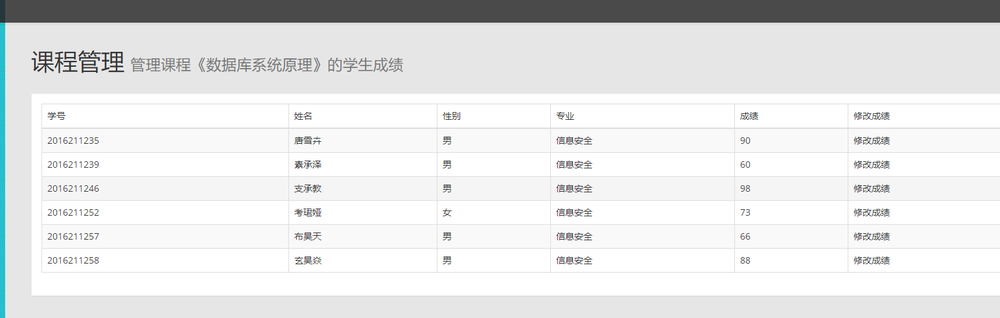 课程管理 管理课程《数据库系统原理》的学生成绩
学号 姓名 性别 专业 成绩 修改成绩
2016211235 唐雪卉 男 信息安全 90 修改成绩
2016211239 素承泽 男 信息安全 60 修改成绩
2016211246 支承教 男 信息安全 98 修改成绩
2016211252 考珺娅 女 信息安全 73 修改成绩
2016211257 布昊天 男 信息安全 66 修改成绩
2016211258 玄昊焱 男 信息安全 88 修改成绩